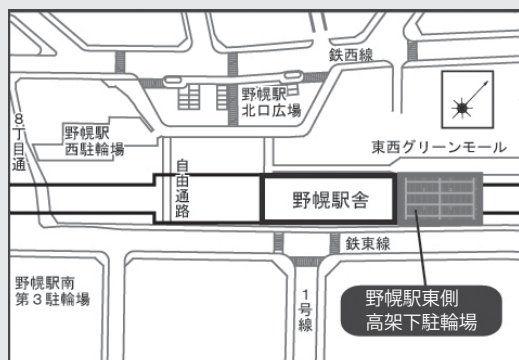 鉄西線
野幌駅
北口広場
8丁目通
野幌駅
西駐輪場
東西グリーンモール
自由通路
野幌駅舎
鉄東線
野幌駅南
第3駐輪場
1号線
野幌駅東側
高架下駐輪場